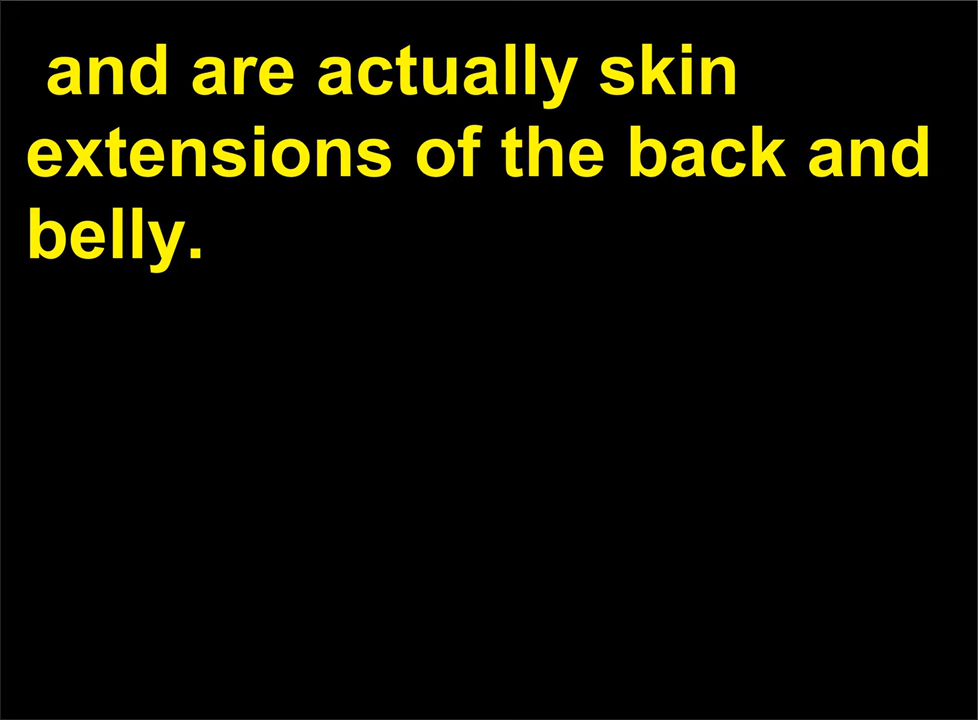 and are actually skin
extensions of the back and
belly.